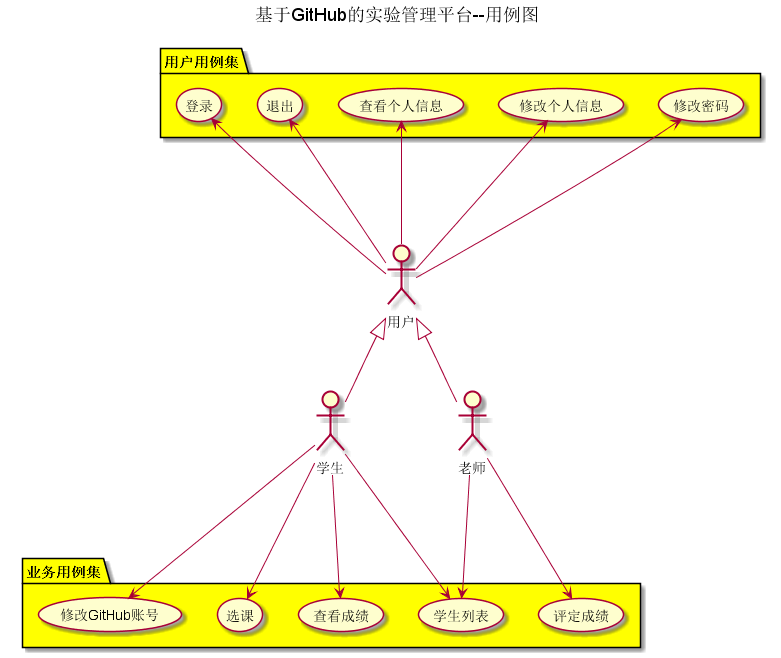 基于GitHub的实验管理平台--用例图
用户用例集
登录
退出
查看个人信息
修改个人信息
修改密码
用户
学生
老师
业务用例集
修改GitHub账号
选课
查看成绩
学生列表
评定成绩